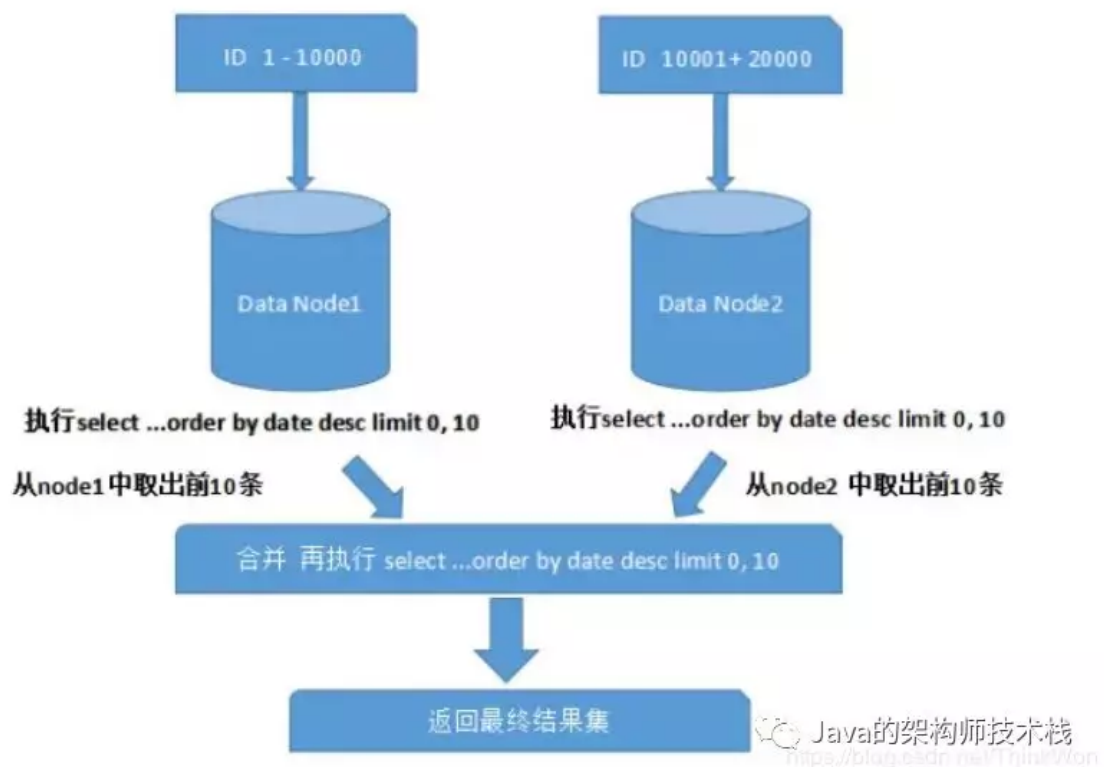 ID 1 - 10000
ID 10001+ 20000
Data Node1
Data Node2
执行select ...order by date desc limit 0, 10
执行select ...order by date desc limit 0, 10
从node1中取出前10条
从node2 中取出前10条
合并 再执行 select ...order by date desc limit 0, 10
返回最终结果集
Java的架构师技术栈
https://blog.csdn.net/ThinkWon